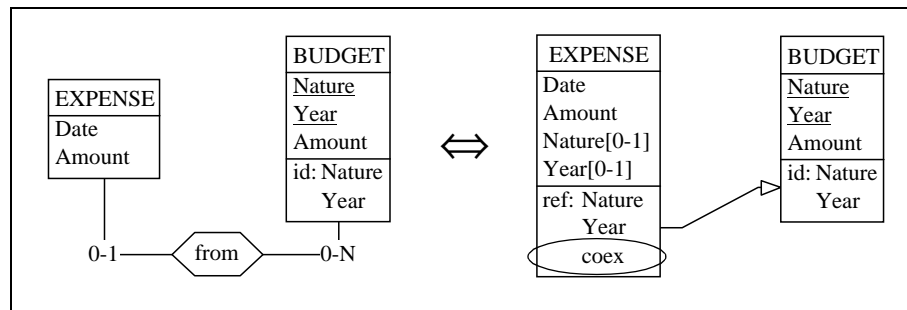 EXPENSE
Date
Amount
0-1
from
0-N
BUDGET
Nature
Year
Amount
id: Nature
Year
⇔
EXPENSE
Date
Amount
Nature[0-1]
Year[0-1]
ref: Nature
Year
coex
BUDGET
Nature
Year
Amount
id: Nature
Year